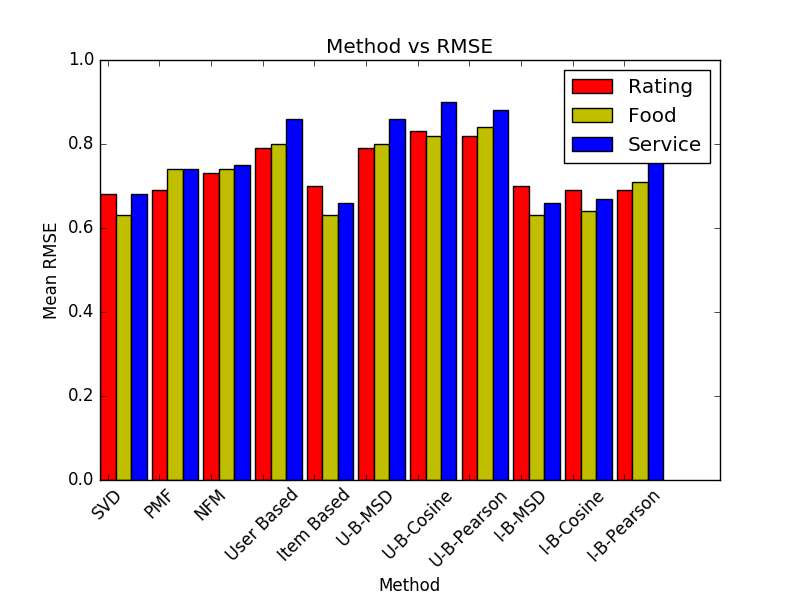 Method vs RMSE
1.0
0.8
0.6
0.4
0.2
0.0
Mean RMSE
Rating
Food
Service
SVD
PMF
NFM
User Based
Item Based
U-B-MSD
U-B-Cosine
U-B-Pearson
I-B-MSD
I-B-Cosine
I-B-Pearson
Method